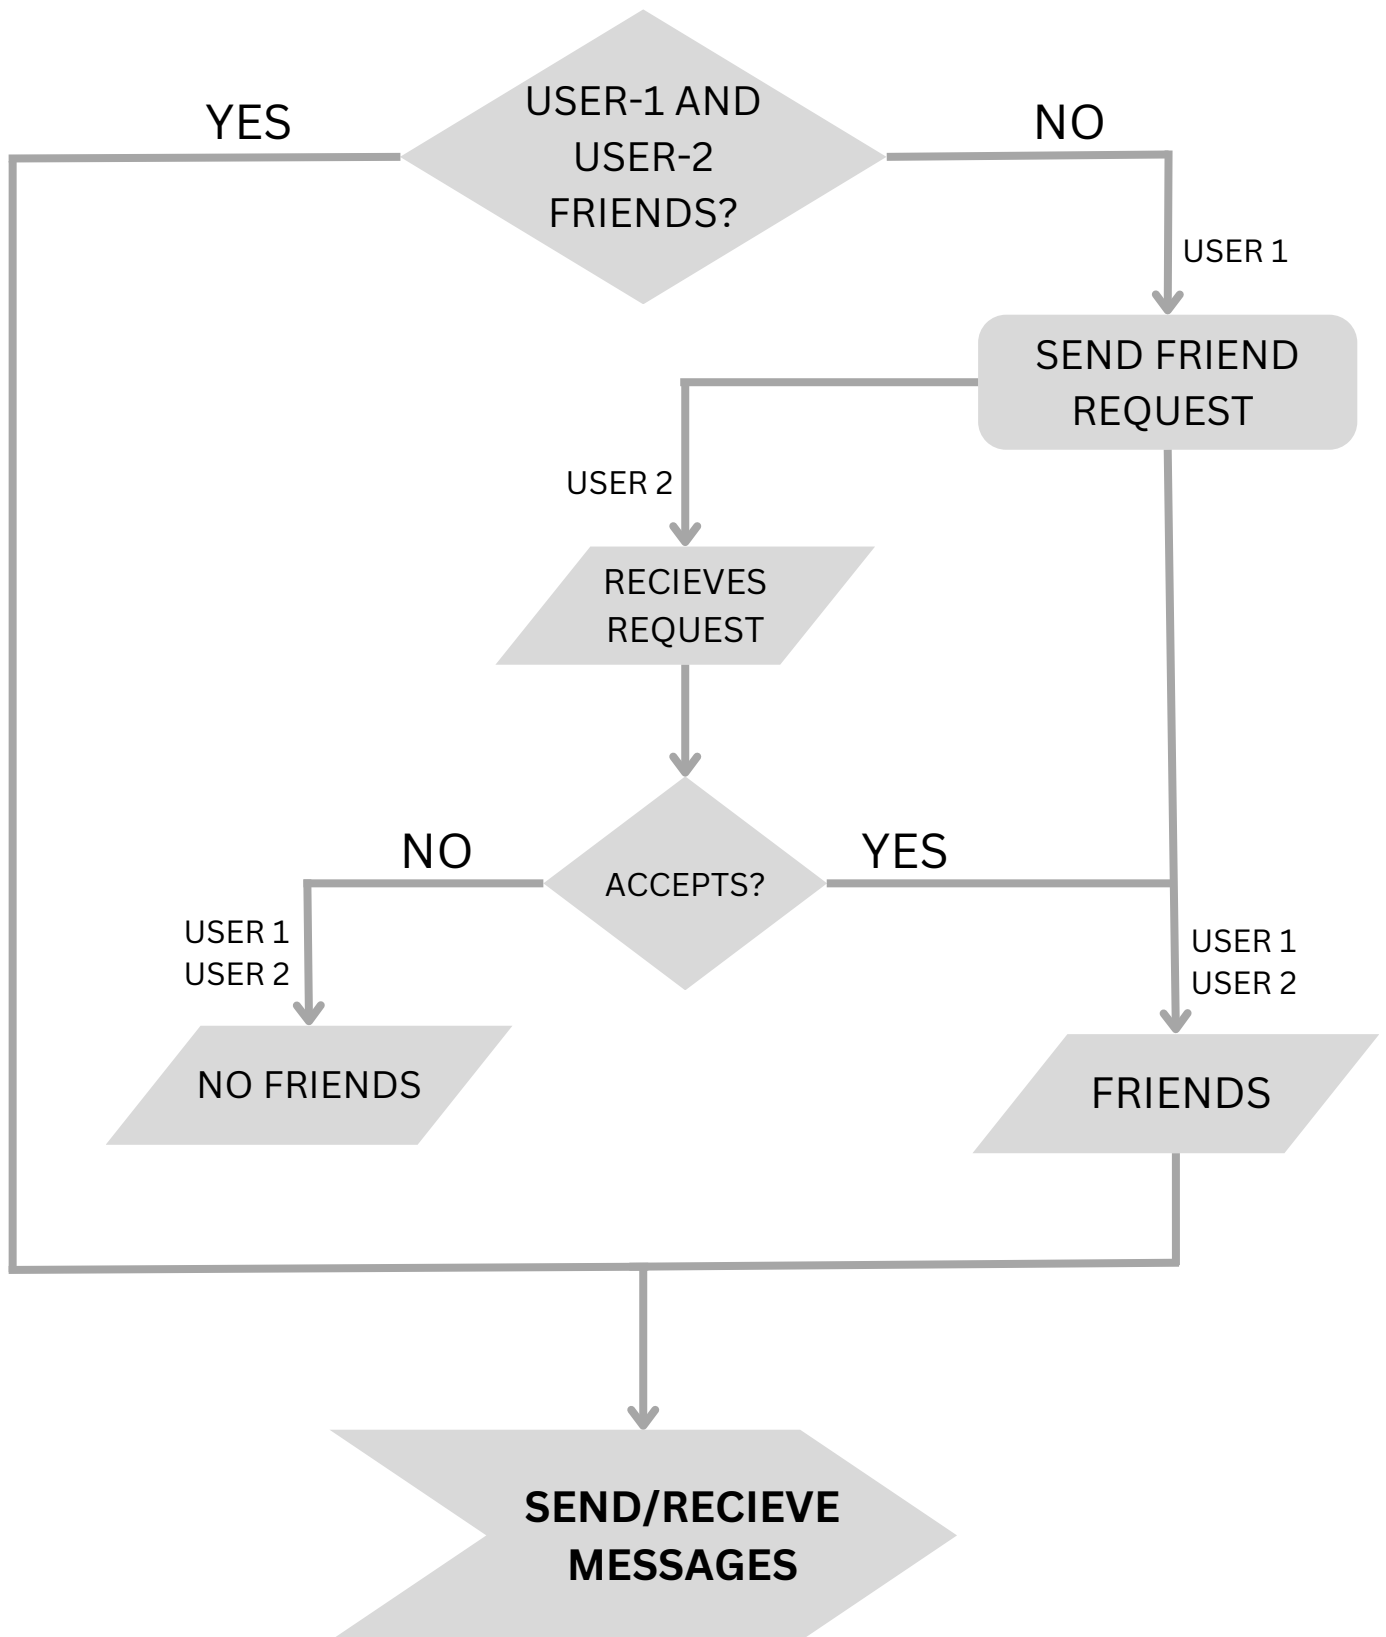 USER-1 AND
USER-2
FRIENDS?
YES
NO
USER 1
SEND FRIEND
REQUEST
USER 2
RECIEVES
REQUEST
ACCEPTS?
NO
YES
USER 1
USER 2
USER 1
USER 2
NO FRIENDS
FRIENDS
SEND/RECIEVE
MESSAGES